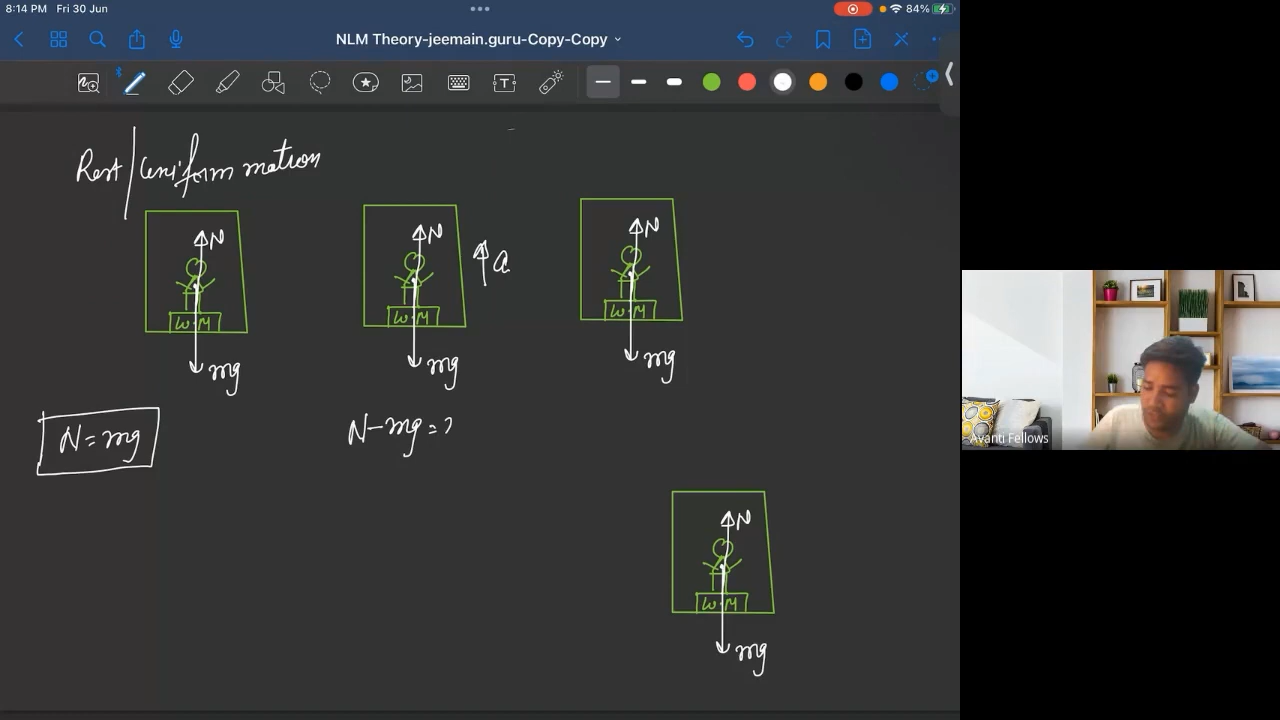 8:14 PM Fri 30 Jun
84%
NLM Theory-jeemain.guru-Copy-Copy
Rest/Uniform motion
N
N
N
a
W.M
W.M
W.M
mg
mg
mg
N=mg
N-mg=
N
W.M
mg
Avanti Fellows